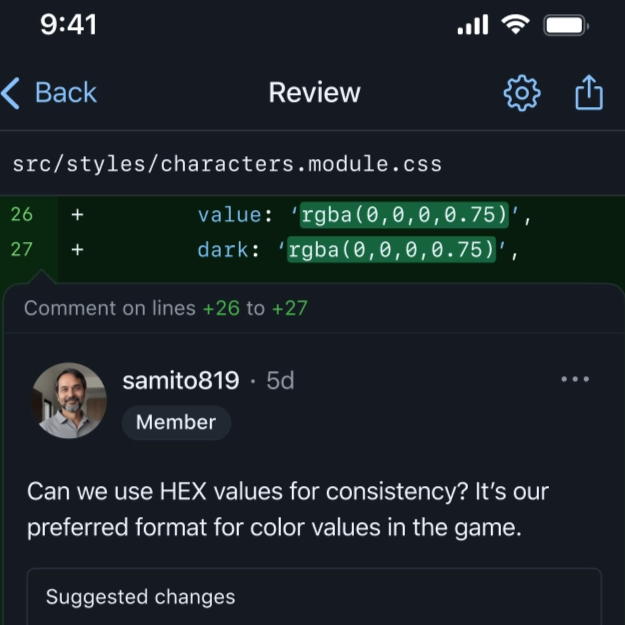 9:41
Back
Review
src/styles/characters.module.css
26 + value: ‘rgba(0,0,0,0.75)’,
27 + dark: ‘rgba(0,0,0,0.75)’,
Comment on lines +26 to +27
samito819 · 5d
Member
Can we use HEX values for consistency? It’s our
preferred format for color values in the game.
Suggested changes